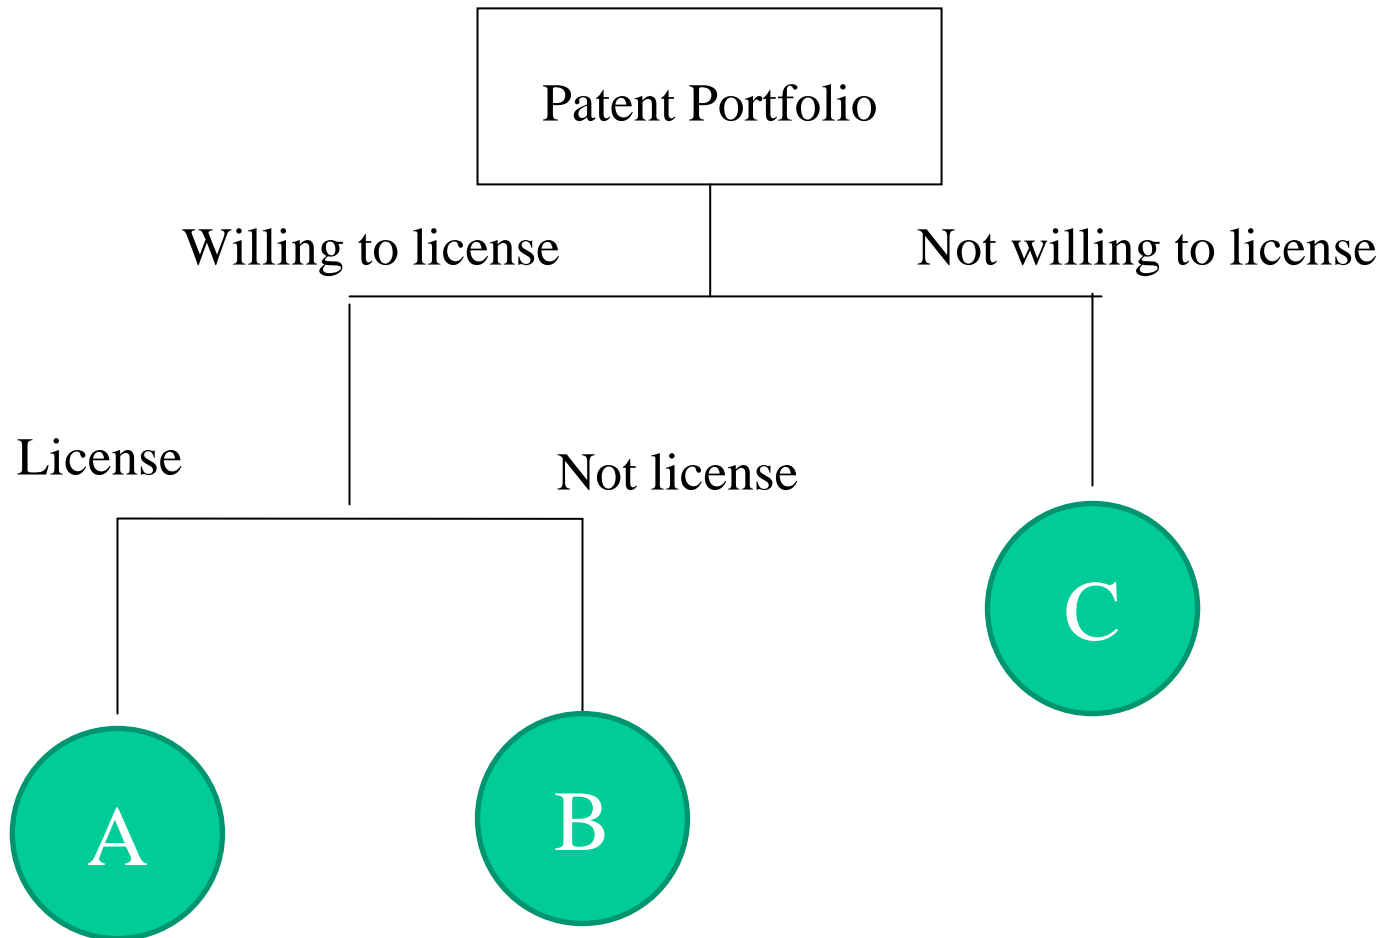 Patent Portfolio
Willing to license
Not willing to license
License
Not license
C
A
B